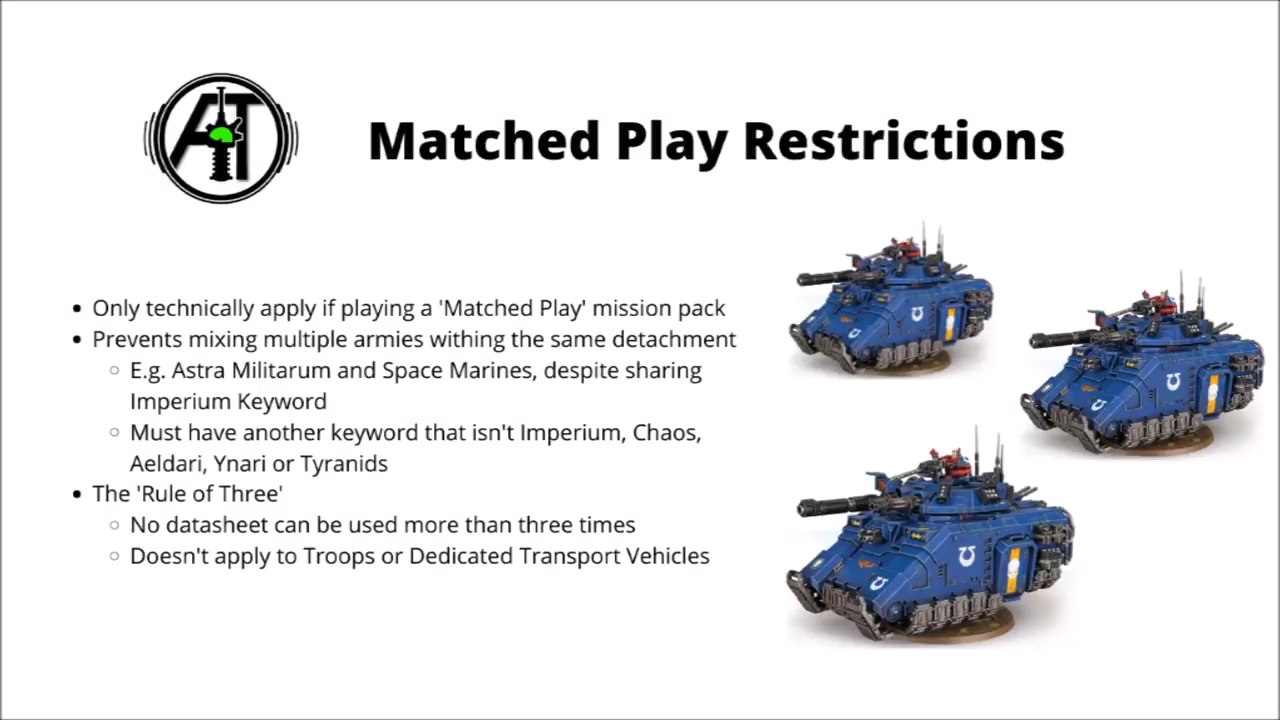 AT
Matched Play Restrictions
• Only technically apply if playing a 'Matched Play' mission pack
• Prevents mixing multiple armies withing the same detachment
○ E.g. Astra Militarum and Space Marines, despite sharing
Imperium Keyword
○ Must have another keyword that isn't Imperium, Chaos,
Aeldari, Ynari or Tyranids
• The 'Rule of Three'
○ No datasheet can be used more than three times
○ Doesn't apply to Troops or Dedicated Transport Vehicles